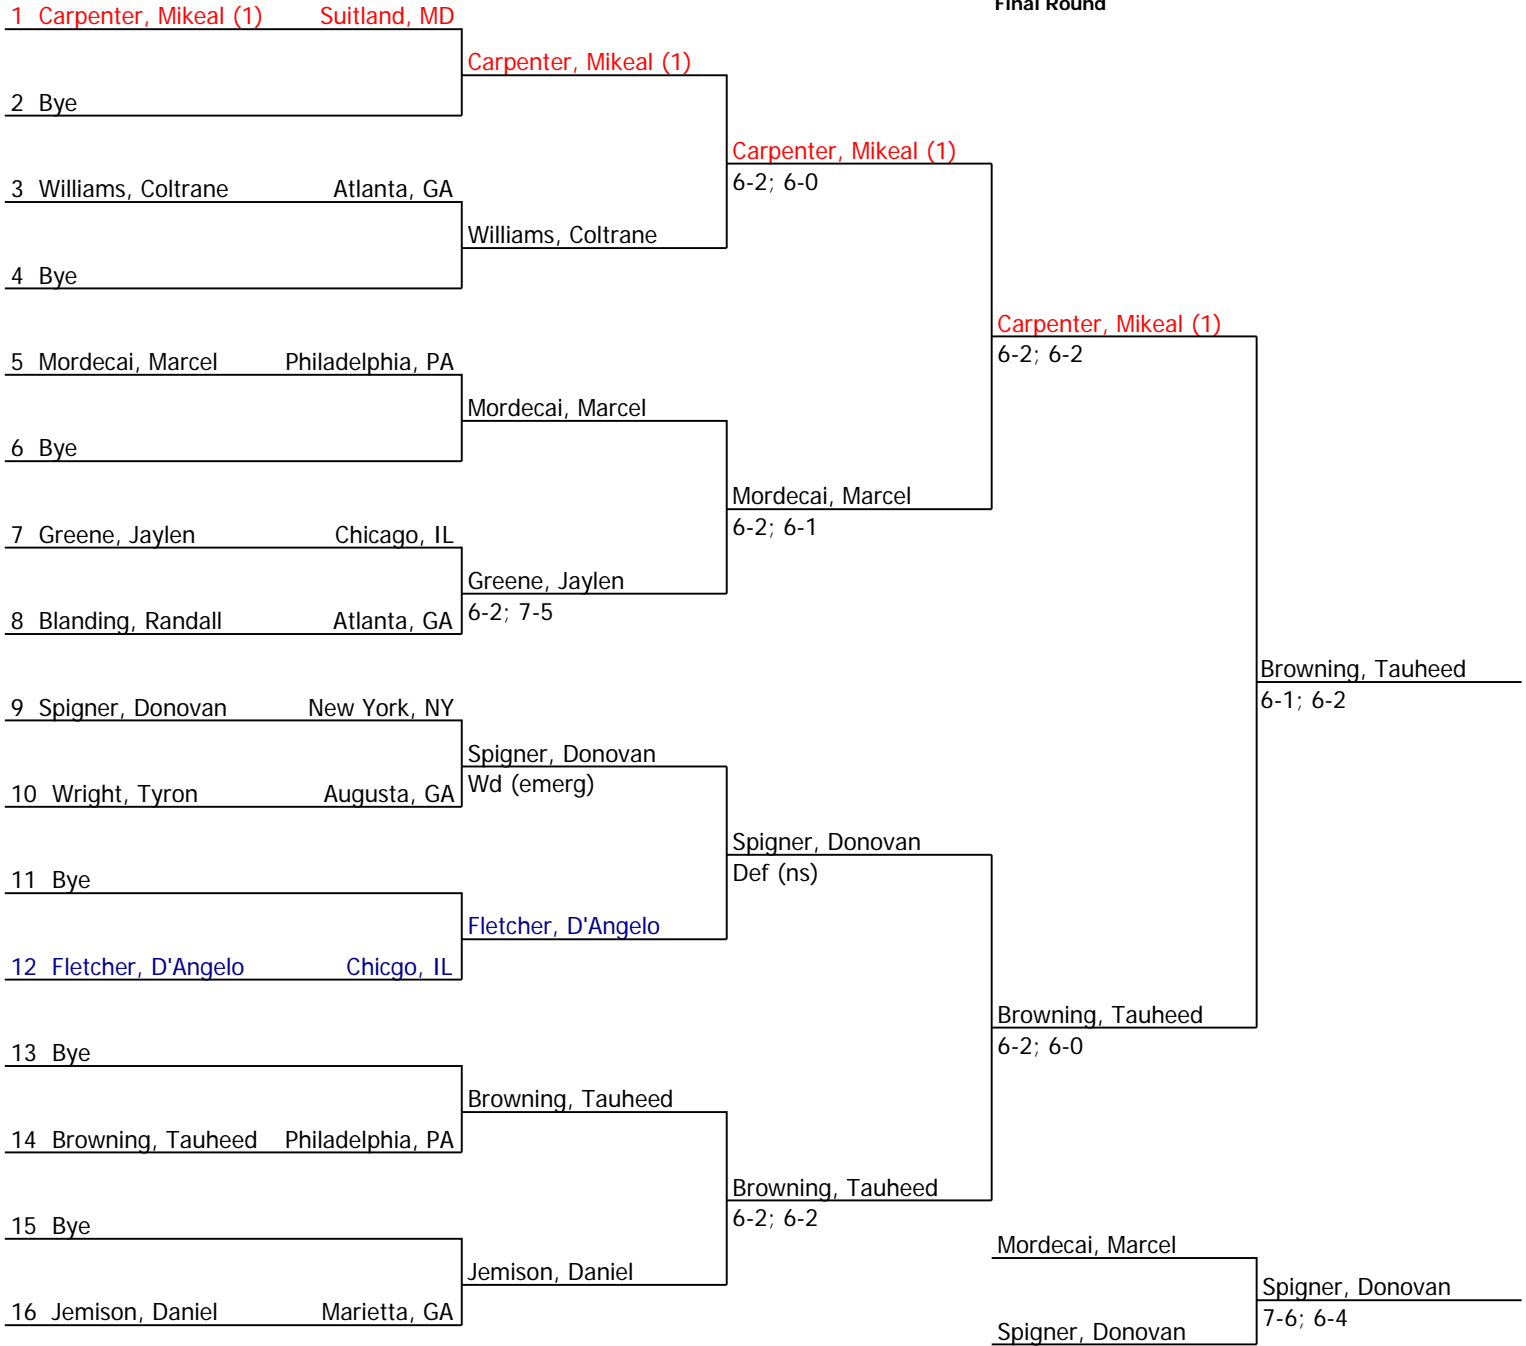 Final Round
1 Carpenter, Mikeal (1) Suitland, MD
Carpenter, Mikeal (1)
2 Bye
Carpenter, Mikeal (1)
6-2; 6-0
3 Williams, Coltrane Atlanta, GA
Williams, Coltrane
4 Bye
Carpenter, Mikeal (1)
6-2; 6-2
5 Mordecai, Marcel Philadelphia, PA
Mordecai, Marcel
6 Bye
Mordecai, Marcel
6-2; 6-1
7 Greene, Jaylen Chicago, IL
Greene, Jaylen
6-2; 7-5
8 Blanding, Randall Atlanta, GA
Browning, Tauheed
6-1; 6-2
9 Spigner, Donovan New York, NY
Spigner, Donovan
Wd (emerg)
10 Wright, Tyron Augusta, GA
Spigner, Donovan
Def (ns)
11 Bye
Fletcher, D'Angelo
12 Fletcher, D'Angelo Chicgo, IL
Browning, Tauheed
6-2; 6-0
13 Bye
Browning, Tauheed
14 Browning, Tauheed Philadelphia, PA
Browning, Tauheed
6-2; 6-2
15 Bye
Jemison, Daniel
16 Jemison, Daniel Marietta, GA
Mordecai, Marcel
Spigner, Donovan
7-6; 6-4
Spigner, Donovan